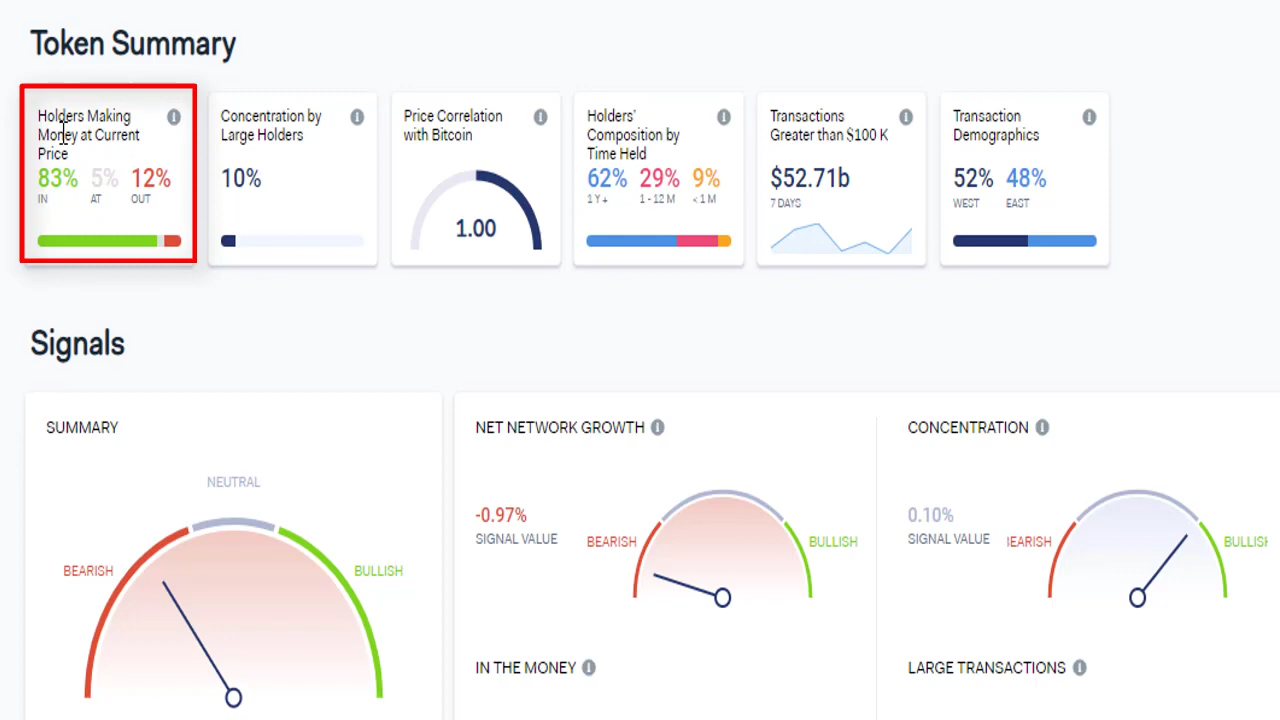 Token Summary
Holders Making
Money at Current
Price
83% 5% 12%
IN AT OUT
Concentration by
Large Holders
10%
Price Correlation
with Bitcoin
1.00
Holders'
Composition by
Time Held
62% 29% 9%
1 Y + 1 - 12 M < 1 M
Transactions
Greater than $100 K
$52.71b
7 DAYS
Transaction
Demographics
52% 48%
WEST EAST
Signals
SUMMARY
NEUTRAL
BEARISH
BULLISH
NET NETWORK GROWTH
-0.97%
SIGNAL VALUE
BEARISH
BULLISH
CONCENTRATION
0.10%
SIGNAL VALUE
IEARISH
BULLISH
IN THE MONEY
LARGE TRANSACTIONS